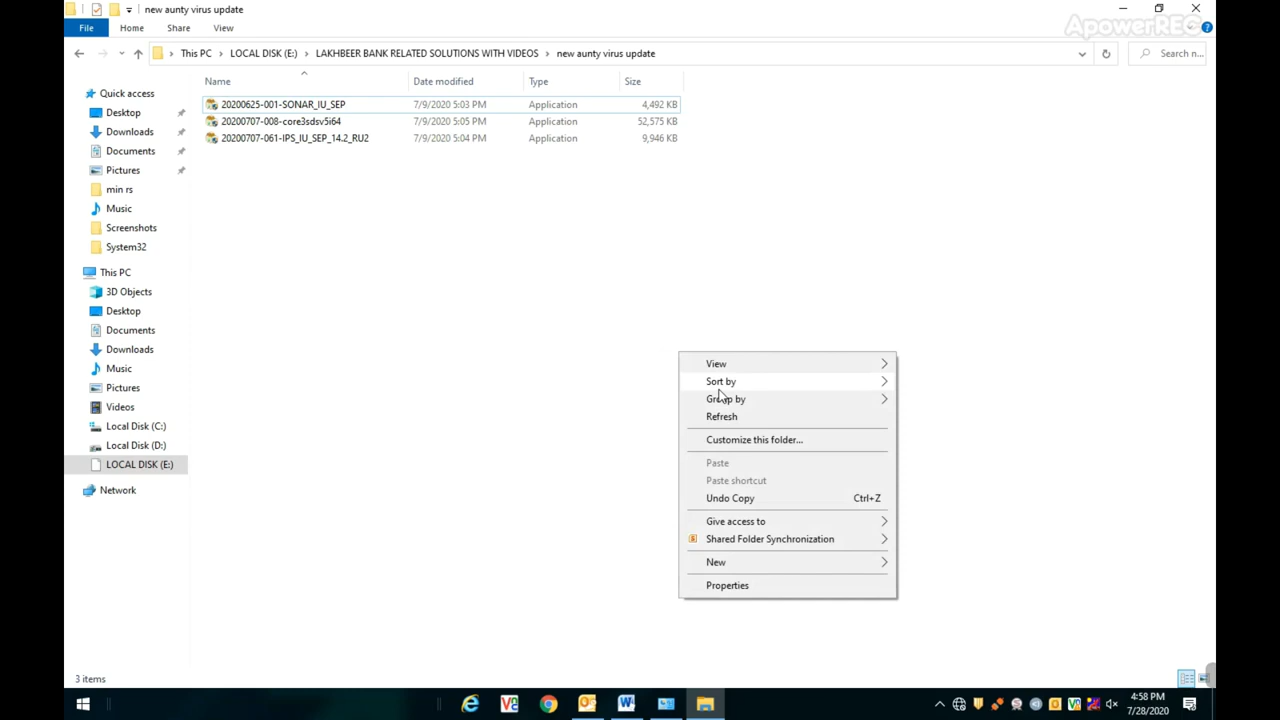 new aunty virus update
ApowerREC
File Home Share View
This PC LOCAL DISK (E:) LAKHBEER BANK RELATED SOLUTIONS WITH VIDEOS new aunty virus update
Search n...
Name Date modified Type Size
Quick access
20200625-001-SONAR_IU_SEP 7/9/2020 5:03 PM Application 4,492 KB
Desktop
20200707-008-core3sdsv5i64 7/9/2020 5:05 PM Application 52,575 KB
Downloads
20200707-061-IPS_IU_SEP_14.2_RU2 7/9/2020 5:04 PM Application 9,946 KB
Documents
Pictures
min rs
Music
Screenshots
System32
This PC
3D Objects
Desktop
Documents
Downloads
Music
Pictures
Videos
Local Disk (C:)
Local Disk (D:)
LOCAL DISK (E:)
Network
View
Sort by
Group by
Refresh
Customize this folder...
Paste
Paste shortcut
Undo Copy Ctrl+Z
Give access to
Shared Folder Synchronization
New
Properties
3 items
4:58 PM
7/28/2020